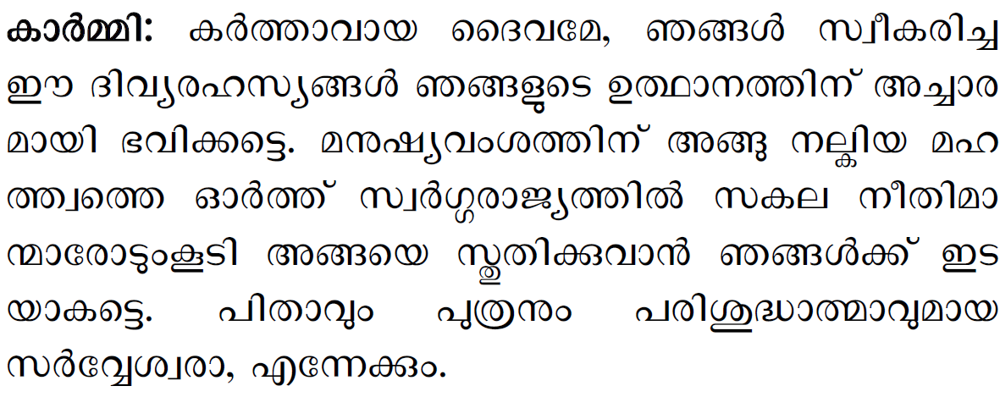 കാർമ്മി: കർത്താവായ ദൈവമേ, ഞങ്ങൾ സ്വീകരിച്ച
ഈ ദിവ്യരഹസ്യങ്ങൾ ഞങ്ങളുടെ ഉത്ഥാനത്തിന് അച്ചാര
മായി ഭവിക്കട്ടെ. മനുഷ്യവംശത്തിന് അങ്ങു നല്കിയ മഹ
ത്ത്വത്തെ ഓർത്ത് സ്വർഗ്ഗരാജ്യത്തിൽ സകല നീതിമാ
ന്മാരോടുംകൂടി അങ്ങയെ സ്തുതിക്കുവാൻ ഞങ്ങൾക്ക് ഇട
യാകട്ടെ. പിതാവും പുത്രനും പരിശുദ്ധാത്മാവുമായ
സർവ്വേശ്വരാ, എന്നേക്കും.